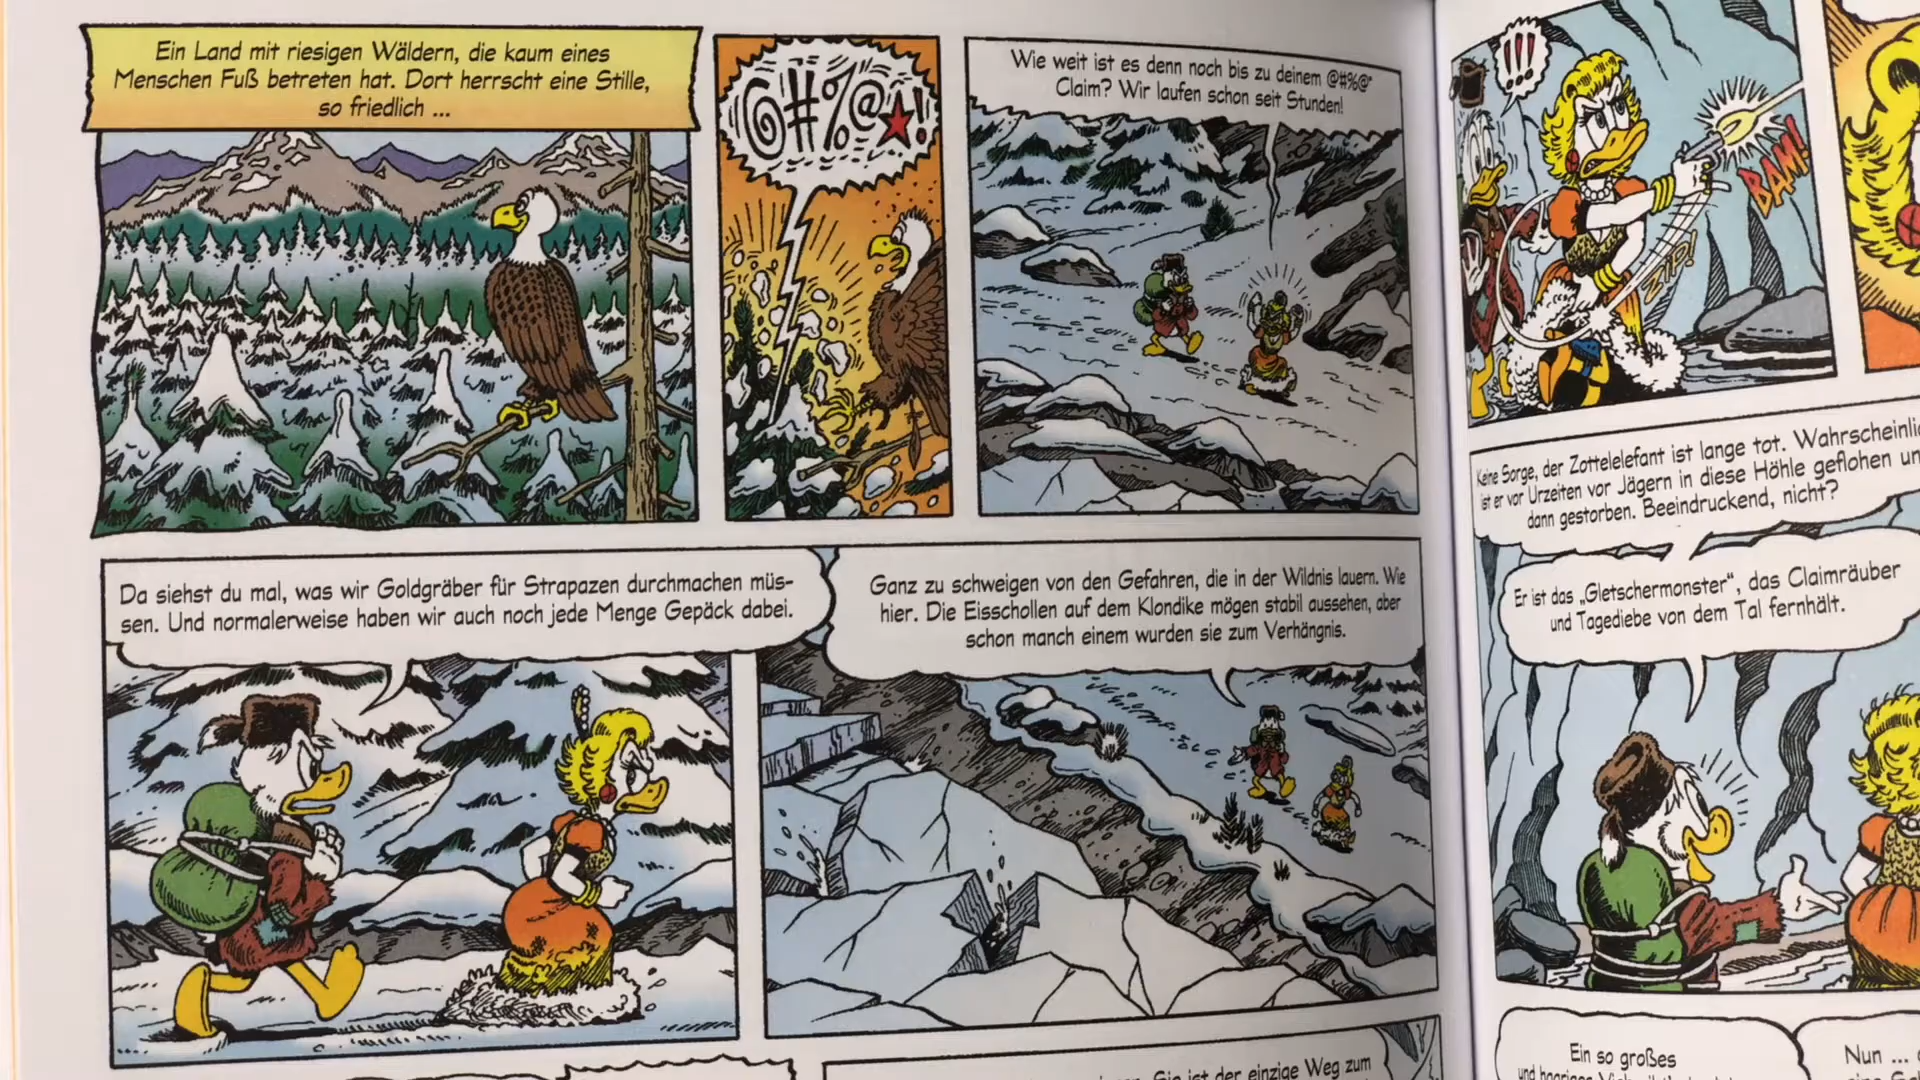 Ein Land mit riesigen Wäldern, die kaum eines
Menschen Fuß betreten hat. Dort herrscht eine Stille,
so friedlich ...
@#%@★!
Wie weit ist es denn noch bis zu deinem @#%@*
Claim? Wir laufen schon seit Stunden!
Da siehst du mal, was wir Goldgräber für Strapazen durchmachen müs-
sen. Und normalerweise haben wir auch noch jede Menge Gepäck dabei.
Ganz zu schweigen von den Gefahren, die in der Wildnis lauern. Wie
hier. Die Eisschollen auf dem Klondike mögen stabil aussehen, aber
schon manch einem wurden sie zum Verhängnis.
Sie ist der einzige Weg zum
!!!
BAM!
ZIP!
Keine Sorge, der Zottelelefant ist lange tot.
ist er vor Urzeiten vor Jägern in diese Höhle geflohen
dann gestorben. Beeindruckend, nicht?
Er ist das „Gletschermonster“, das Claimräuber
und Tagediebe von dem Tal fernhält.
Ein so großes
und
Nun ...